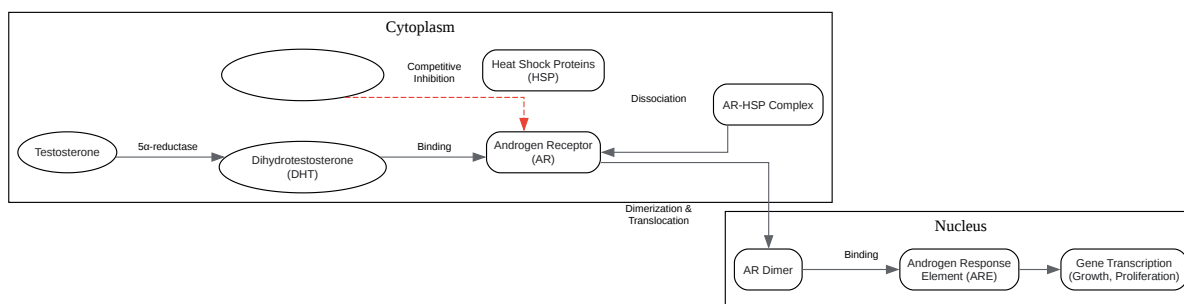 Cytoplasm
Competitive
Inhibition
Heat Shock Proteins
(HSP)
Dissociation
AR-HSP Complex
Testosterone
5α-reductase
Dihydrotestosterone
(DHT)
Binding
Androgen Receptor
(AR)
Dimerization &
Translocation
Nucleus
AR Dimer
Binding
Androgen Response
Element (ARE)
Gene Transcription
(Growth, Proliferation)